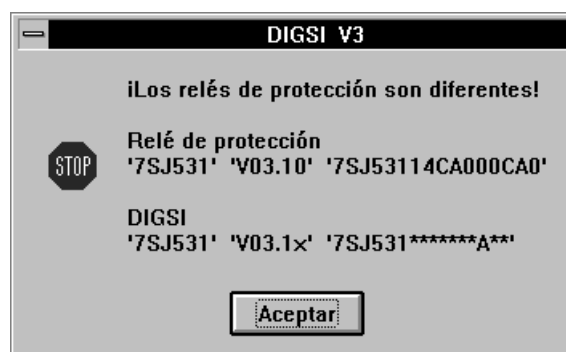 DIGSI V3
¡Los relés de protección son diferentes!
Relé de protección
STOP
'7SJ531' 'V03.10' '7SJ53114CA000CA0'
DIGSI
'7SJ531' 'V03.1x' '7SJ531*******A**'
Aceptar